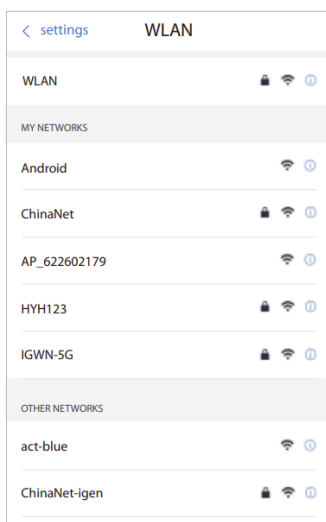 settings WLAN
WLAN
MY NETWORKS
Android
ChinaNet
AP_622602179
HYH123
IGWN-5G
OTHER NETWORKS
act-blue
ChinaNet-igen